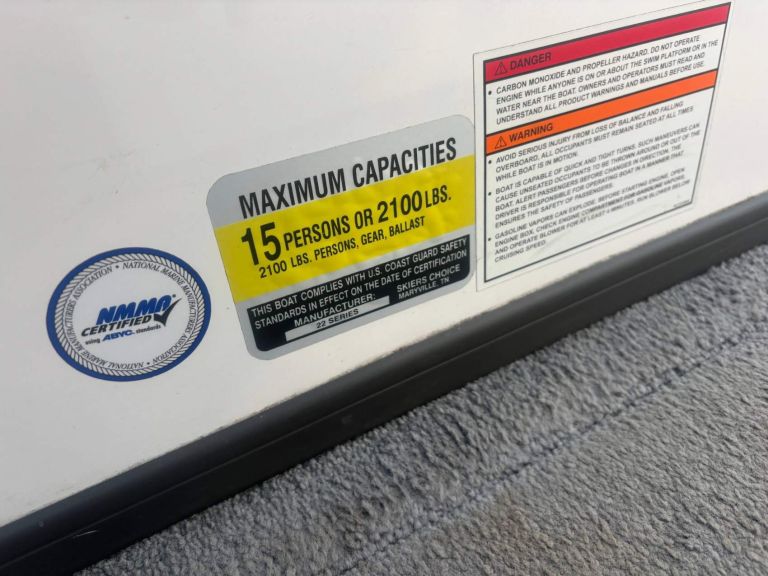 NATIONAL MARINE MANUFACTURERS ASSOCIATION
NMMA
CERTIFIED
using ABYC. standards
NATIONAL MARINE MANUFACTURERS ASSOCIATION
MAXIMUM CAPACITIES
15 PERSONS OR 2100 LBS.
2100 LBS. PERSONS, GEAR, BALLAST
THIS BOAT COMPLIES WITH U.S. COAST GUARD SAFETY
STANDARDS IN EFFECT ON THE DATE OF CERTIFICATION
MANUFACTURER: SKIERS CHOICE
22 SERIES MARYVILLE, TN
DANGER
• CARBON MONOXIDE AND PROPELLER HAZARD. DO NOT OPERATE
ENGINE WHILE ANYONE IS ON OR ABOUT THE SWIM PLATFORM OR IN THE
WATER NEAR THE BOAT. OWNERS AND OPERATORS MUST READ AND
UNDERSTAND ALL PRODUCT WARNINGS AND MANUALS BEFORE USE.
WARNING
• AVOID SERIOUS INJURY FROM LOSS OF BALANCE AND FALLING
OVERBOARD, ALL OCCUPANTS MUST REMAIN SEATED AT ALL TIMES
WHILE BOAT IS IN MOTION.
• BOAT IS CAPABLE OF QUICK AND TIGHT TURNS. SUCH MANEUVERS CAN
CAUSE UNSEATED OCCUPANTS TO BE THROWN AROUND OR OUT OF THE
BOAT. ALERT PASSENGERS BEFORE CHANGES IN DIRECTION. THE
DRIVER IS RESPONSIBLE FOR OPERATING BOAT IN A MANNER THAT
ENSURES THE SAFETY OF PASSENGERS.
• GASOLINE VAPORS CAN EXPLODE. BEFORE STARTING ENGINE, OPEN
ENGINE BOX, CHECK ENGINE COMPARTMENT FOR GASOLINE VAPORS,
AND OPERATE BLOWER FOR AT LEAST 4 MINUTES. RUN BLOWER BELOW
CRUISING SPEED.